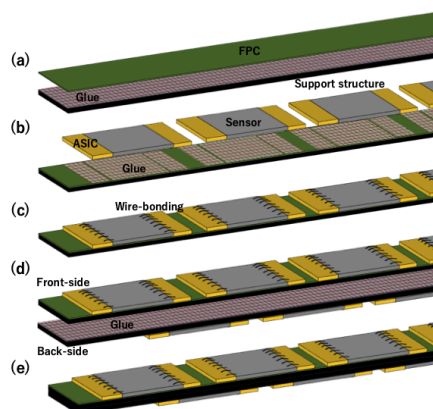 FPC
(a)
Glue
Support structure
(b)
ASIC
Sensor
Glue
(c)
Wire-bonding
(d)
Front-side
Glue
Back-side
(e)